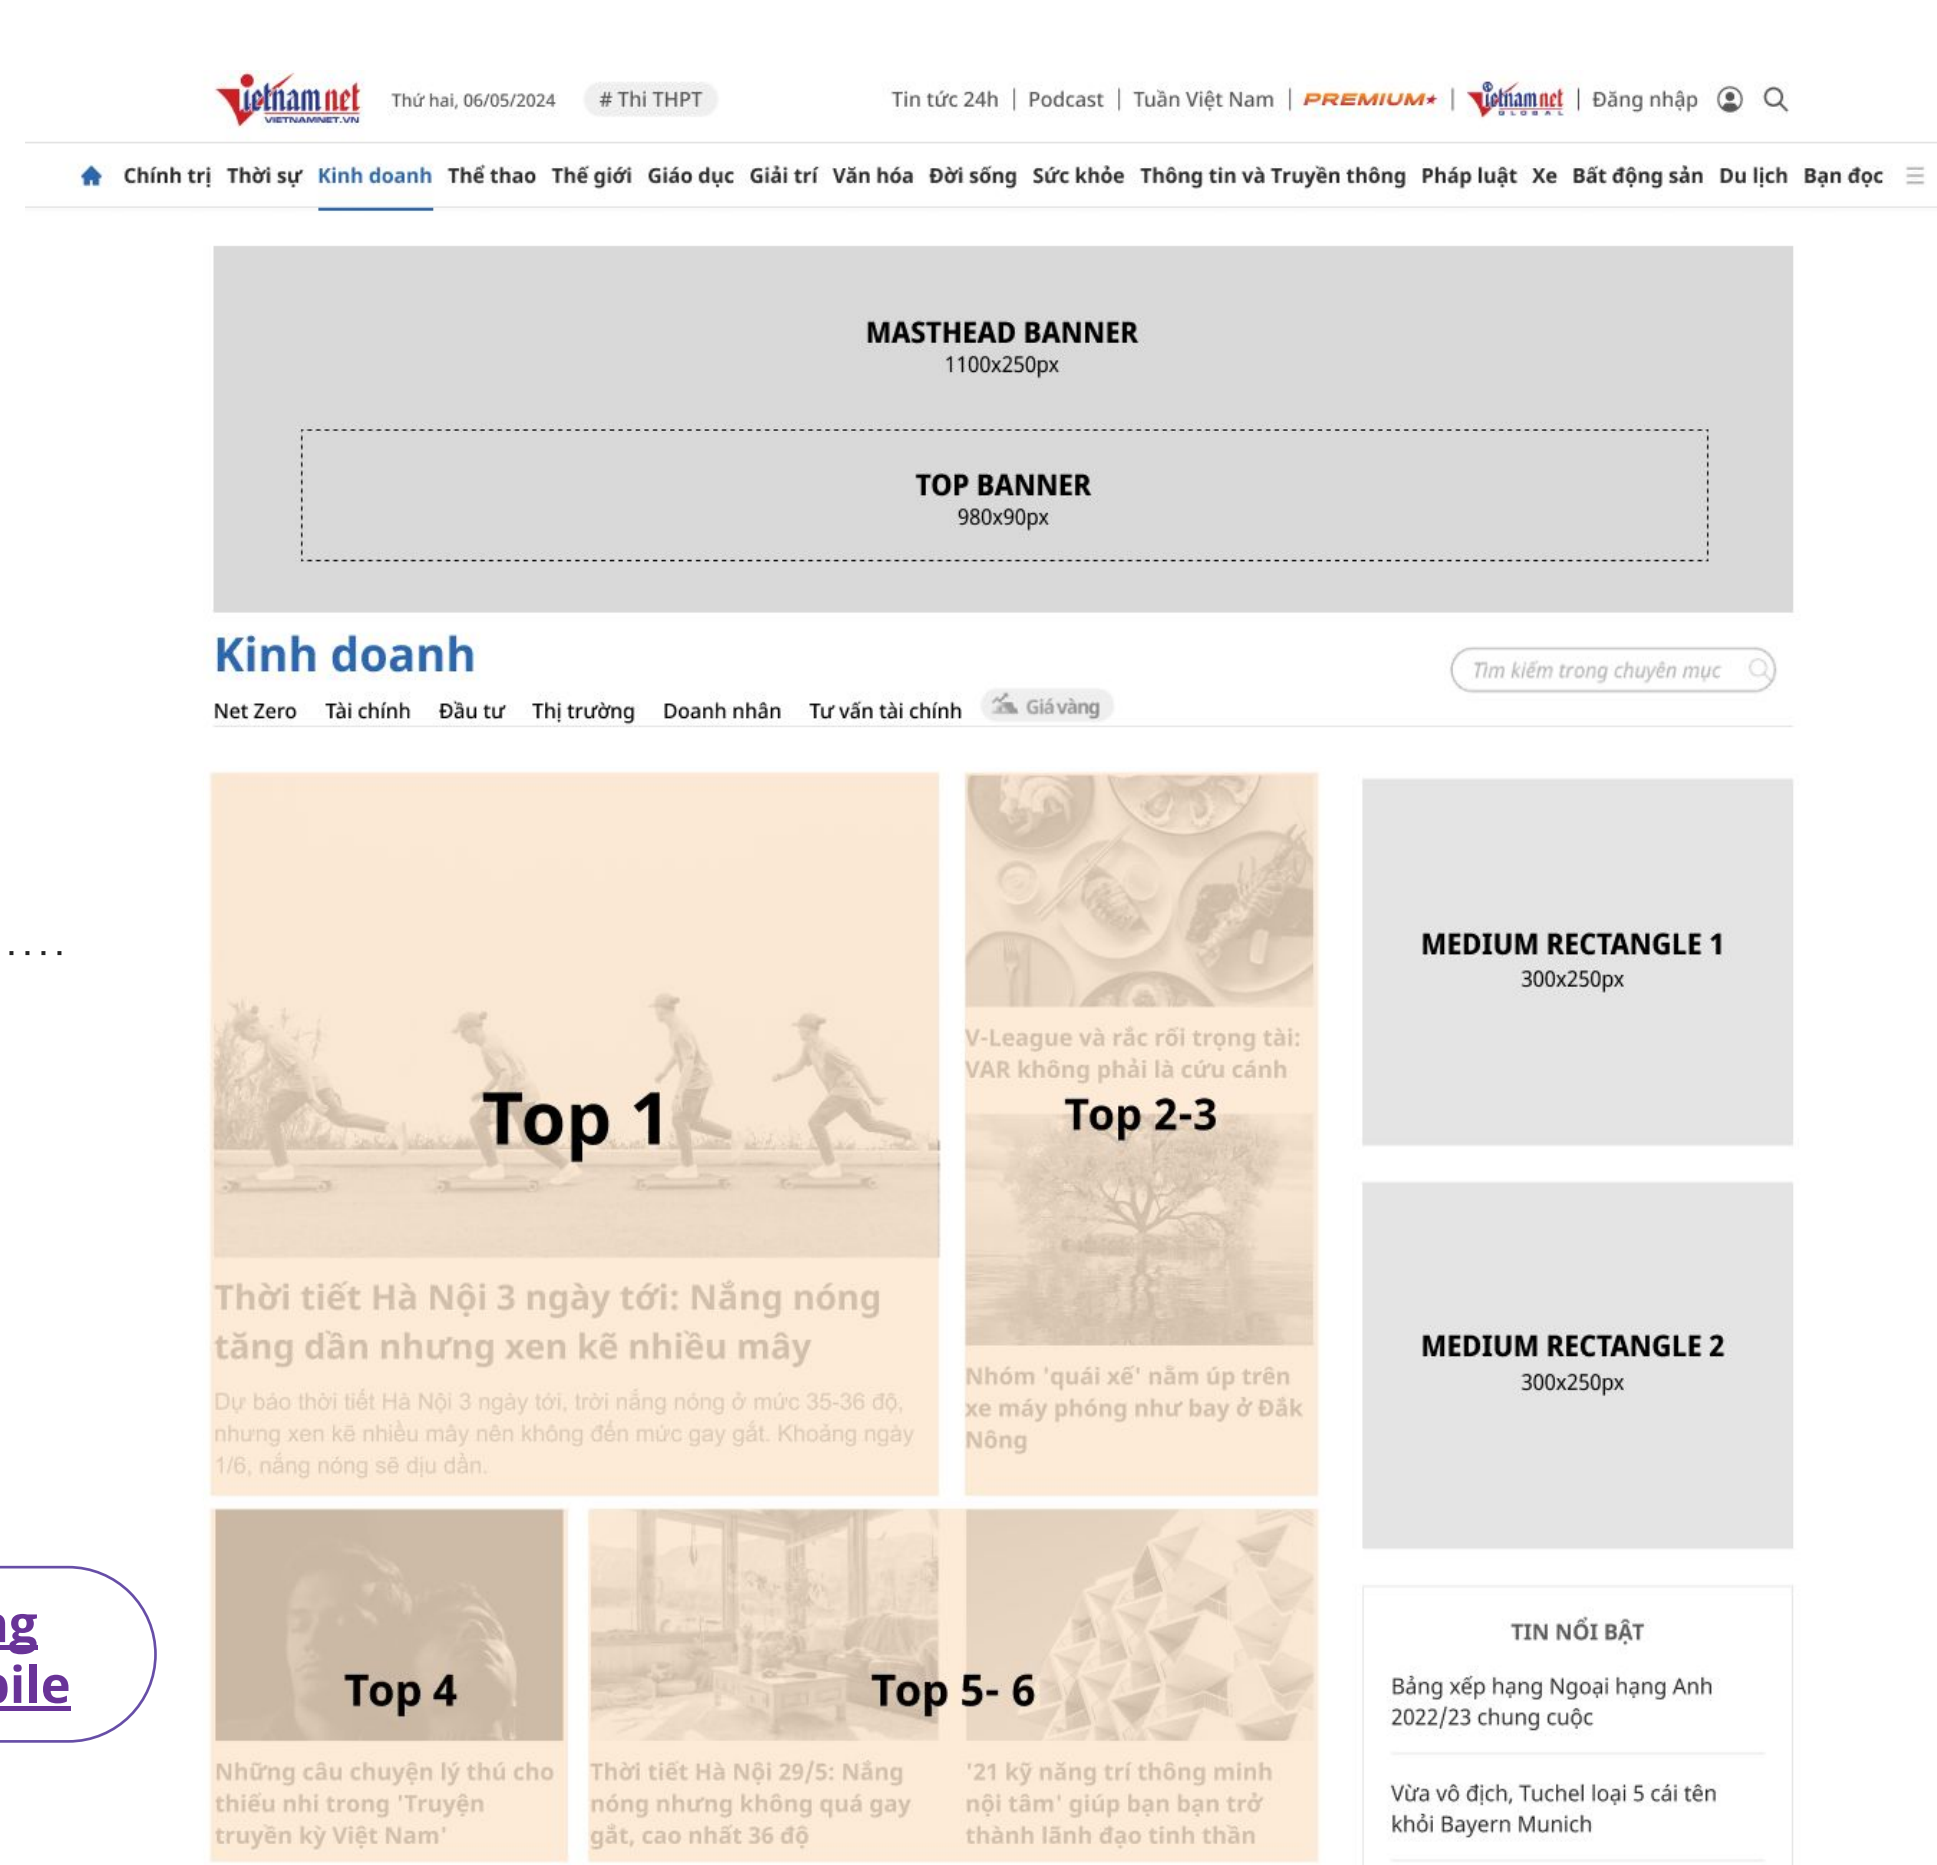 Vietnamnet
VIETNAMNET.VN
Thứ hai, 06/05/2024
# Thi THPT
Tin tức 24h | Podcast | Tuần Việt Nam | PREMIUM | Vietnamnet GLOBAL | Đăng nhập
Chính trị Thời sự Kinh doanh Thể thao Thế giới Giáo dục Giải trí Văn hóa Đời sống Sức khỏe Thông tin và Truyền thông Pháp luật Xe Bất động sản Du lịch Bạn đọc
MASTHEAD BANNER
1100x250px
TOP BANNER
980x90px
Kinh doanh
Tìm kiếm trong chuyên mục
Net Zero Tài chính Đầu tư Thị trường Doanh nhân Tư vấn tài chính Giá vàng
Top 1
Thời tiết Hà Nội 3 ngày tới: Nắng nóng
tăng dần nhưng xen kẽ nhiều mây
Dự báo thời tiết Hà Nội 3 ngày tới, trời nắng nóng ở mức 35-36 độ,
nhưng xen kẽ nhiều mây nên không đến mức gay gắt. Khoảng ngày
1/6, nắng nóng sẽ dịu dần.
V-League và rắc rối trọng tài:
VAR không phải là cứu cánh
Top 2-3
Nhóm 'quái xế' nằm úp trên
xe máy phóng như bay ở Đắk
Nông
MEDIUM RECTANGLE 1
300x250px
MEDIUM RECTANGLE 2
300x250px
.....
ng
bile
Top 4
Những câu chuyện lý thú cho
thiếu nhi trong 'Truyện
truyền kỳ Việt Nam'
Top 5- 6
Thời tiết Hà Nội 29/5: Nắng
nóng nhưng không quá gay
gắt, cao nhất 36 độ
'21 kỹ năng trí thông minh
nội tâm' giúp bạn bạn trở
thành lãnh đạo tinh thần
TIN NỔI BẬT
Bảng xếp hạng Ngoại hạng Anh
2022/23 chung cuộc
Vừa vô địch, Tuchel loại 5 cái tên
khỏi Bayern Munich